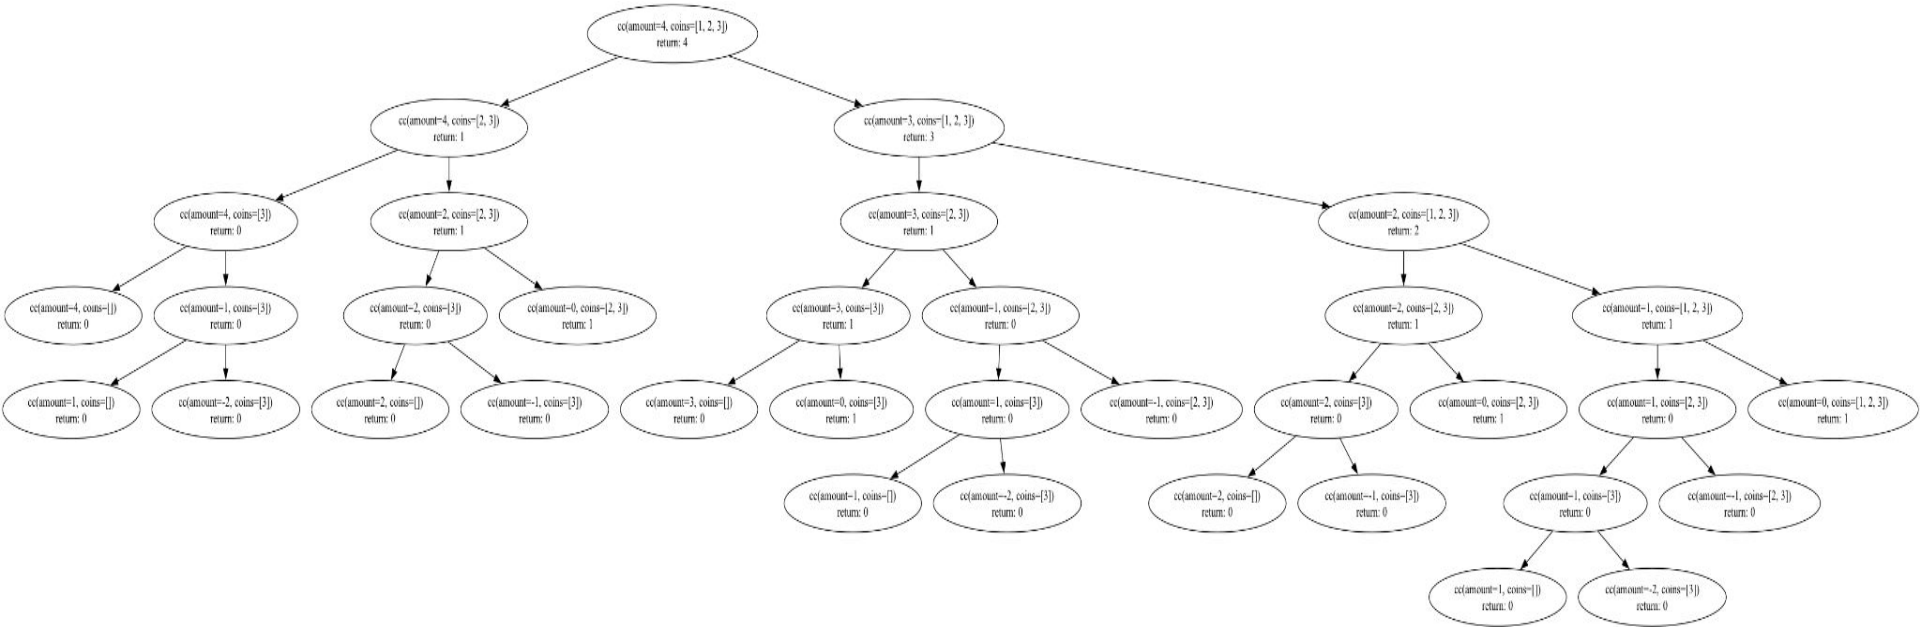 cc(amount=4, coins=[1, 2, 3])
return: 4
cc(amount=4, coins=[2, 3])
return: 1
cc(amount=3, coins=[1, 2, 3])
return: 3
cc(amount=4, coins=[3])
return: 0
cc(amount=2, coins=[2, 3])
return: 1
cc(amount=3, coins=[2, 3])
return: 1
cc(amount=2, coins=[1, 2, 3])
return: 2
cc(amount=4, coins=[])
return: 0
cc(amount=1, coins=[3])
return: 0
cc(amount=2, coins=[3])
return: 0
cc(amount=0, coins=[2, 3])
return: 1
cc(amount=3, coins=[3])
return: 1
cc(amount=1, coins=[2, 3])
return: 0
cc(amount=2, coins=[2, 3])
return: 1
cc(amount=1, coins=[1, 2, 3])
return: 1
cc(amount=1, coins=[])
return: 0
cc(amount=-2, coins=[3])
return: 0
cc(amount=2, coins=[])
return: 0
cc(amount=-1, coins=[3])
return: 0
cc(amount=3, coins=[])
return: 0
cc(amount=0, coins=[3])
return: 1
cc(amount=1, coins=[3])
return: 0
cc(amount=-1, coins=[2, 3])
return: 0
cc(amount=2, coins=[3])
return: 0
cc(amount=0, coins=[2, 3])
return: 1
cc(amount=1, coins=[2, 3])
return: 0
cc(amount=0, coins=[1, 2, 3])
return: 1
cc(amount=1, coins=[])
return: 0
cc(amount=-2, coins=[3])
return: 0
cc(amount=2, coins=[])
return: 0
cc(amount=-1, coins=[3])
return: 0
cc(amount=1, coins=[3])
return: 0
cc(amount=-1, coins=[2, 3])
return: 0
cc(amount=1, coins=[])
return: 0
cc(amount=-2, coins=[3])
return: 0